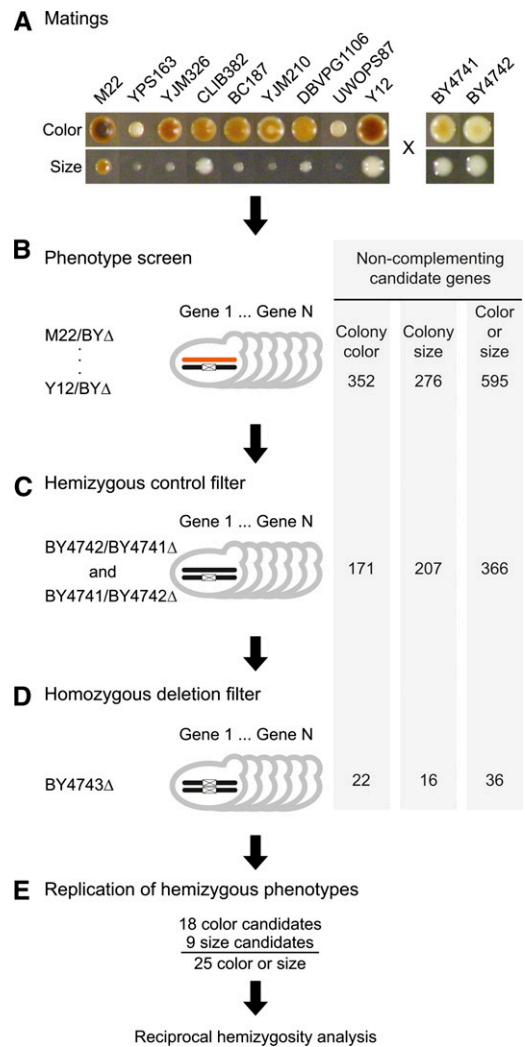 A Matings
M22 YPS163 YJM326 CLIB382 BC187 YJM210 DBVPG1106 UWOPS87 Y12 BY4741 BY4742
Color
X
Size
B Phenotype screen
Non-complementing
candidate genes
Gene 1 ... Gene N
Colony
color
Colony
size
Color
or
size
M22/BYΔ
.
.
.
.
Y12/BYΔ
352 276 595
C Hemizygous control filter
Gene 1 ... Gene N
BY4742/BY4741Δ
and
BY4741/BY4742Δ
171 207 366
D Homozygous deletion filter
Gene 1 ... Gene N
BY4743Δ
22 16 36
E Replication of hemizygous phenotypes
18 color candidates
9 size candidates
25 color or size
Reciprocal hemizygosity analysis